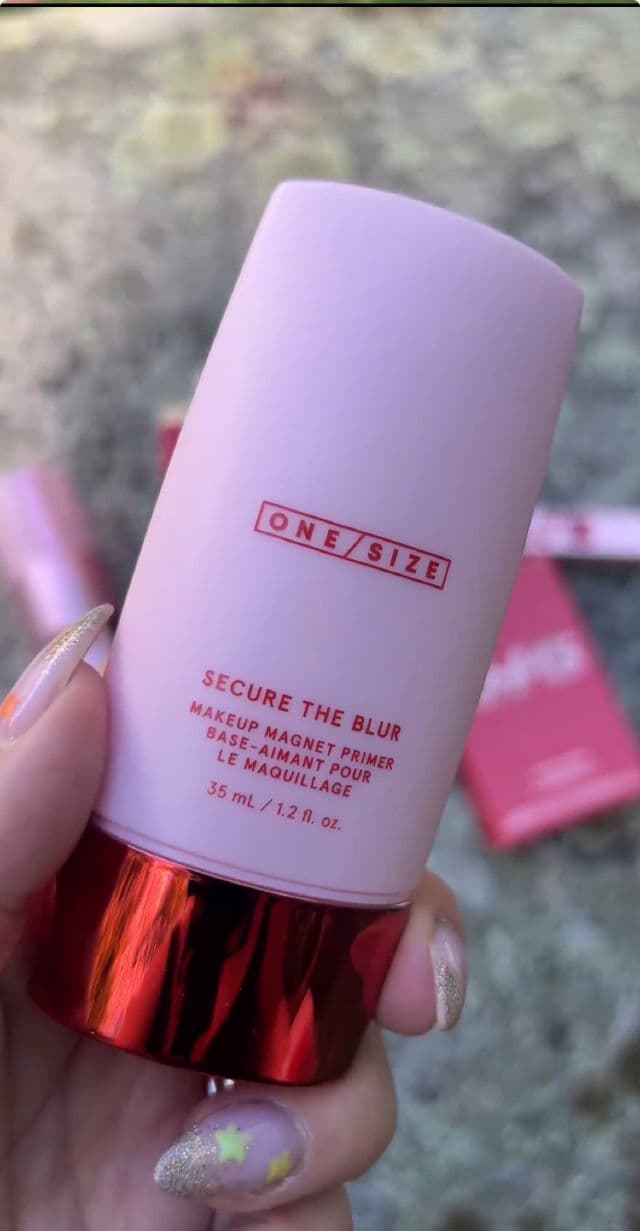 ONE/SIZE
SECURE THE BLUR
MAKEUP MAGNET PRIMER
BASE-AIMANT POUR
LE MAQUILLAGE
35 mL / 1.2 fl. oz.